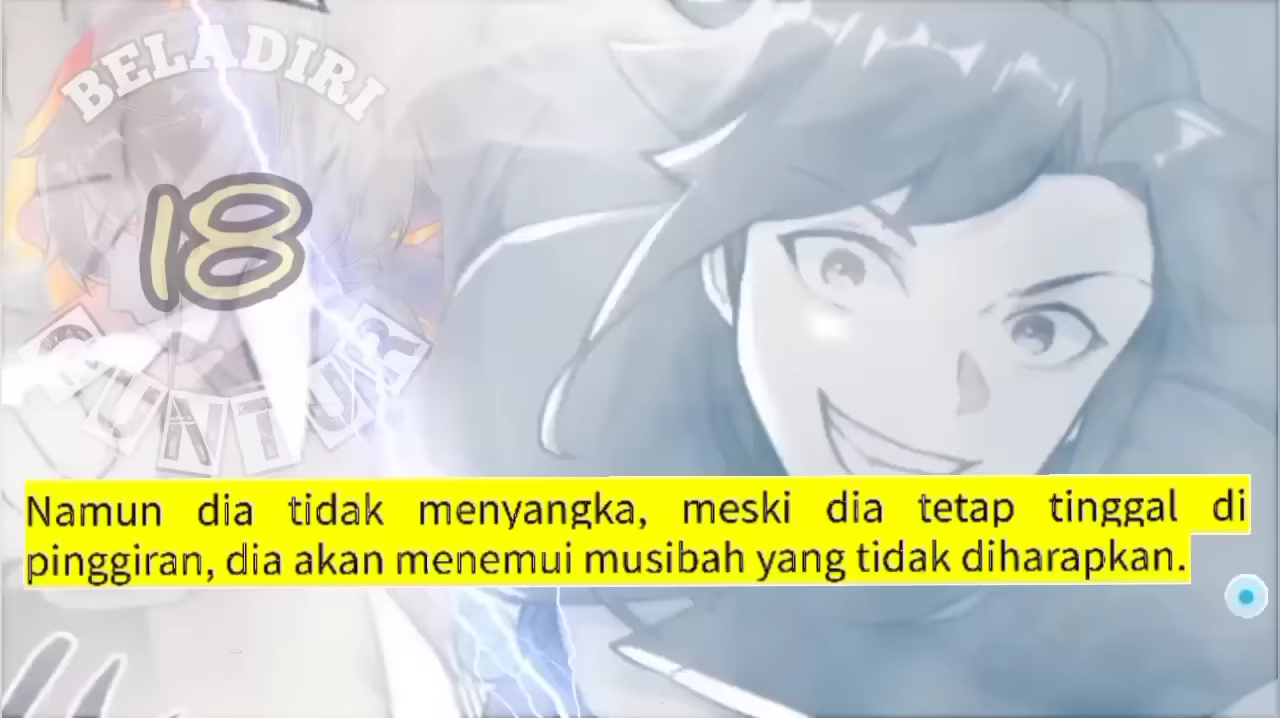 BELADIRI
18
GUNTUR
Namun dia tidak menyangka, meski dia tetap tinggal di
pinggiran, dia akan menemui musibah yang tidak diharapkan.